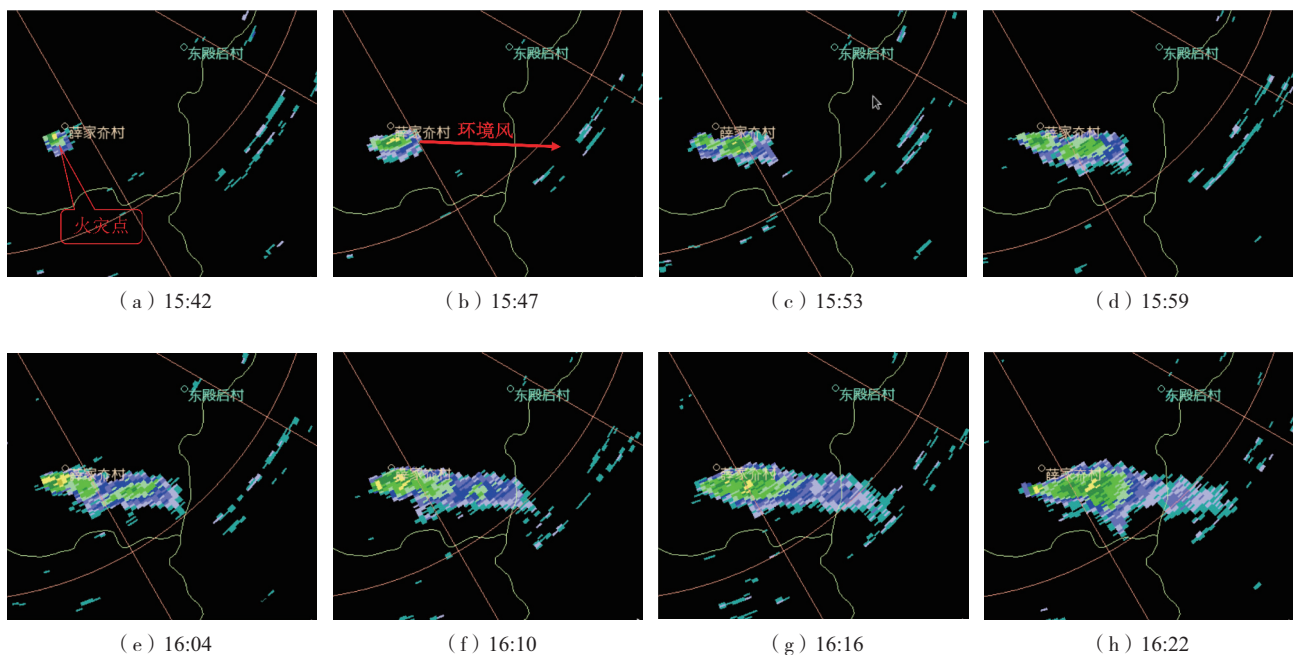 东殿后村
薛家夼村
火灾点
(a) 15:42
东殿后村
薛家夼村
环境风
(b) 15:47
东殿后村
薛家夼村
(c) 15:53
东殿后村
薛家夼村
(d) 15:59
东殿后村
薛家夼村
(e) 16:04
东殿后村
薛家夼村
(f) 16:10
东殿后村
薛家夼村
(g) 16:16
东殿后村
薛家夼村
(h) 16:22